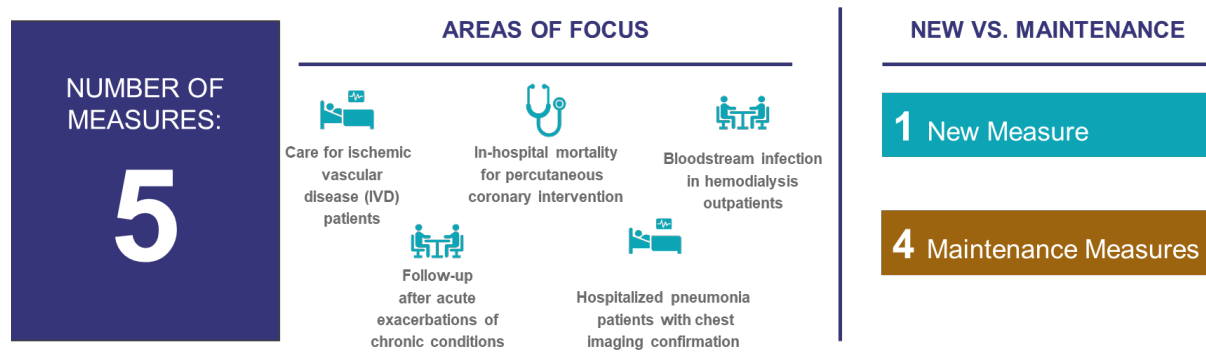 NUMBER OF
MEASURES:
5
AREAS OF FOCUS
Care for ischemic
vascular
disease (IVD)
patients
In-hospital mortality
for percutaneous
coronary intervention
Bloodstream infection
in hemodialysis
outpatients
Follow-up
after acute
exacerbations of
chronic conditions
Hospitalized pneumonia
patients with chest
imaging confirmation
NEW VS. MAINTENANCE
1 New Measure
4 Maintenance Measures